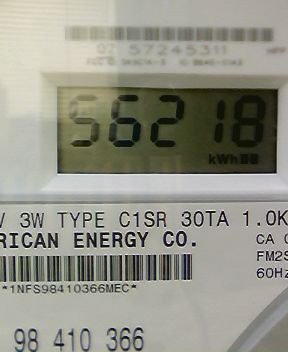 07 57245311
56218
kWh
V 3W TYPE C1SR 30TA 1.0K
RICAN ENERGY CO.
CA
FM2S
60Hz
*1NFS98410366MEC*
98 410 366